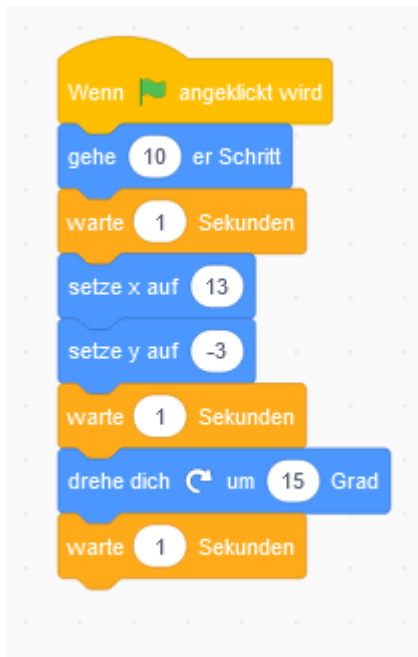 Wenn angeklickt wird
gehe 10 er Schritt
warte 1 Sekunden
setze x auf 13
setze y auf -3
warte 1 Sekunden
drehe dich um 15 Grad
warte 1 Sekunden